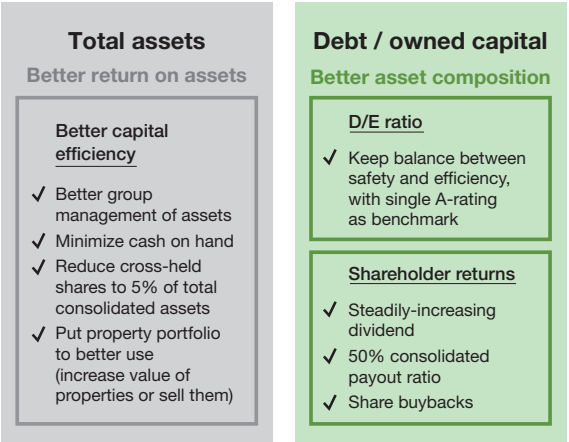 Total assets
Better return on assets
Better capital
efficiency
✓ Better group
management of assets
✓ Minimize cash on hand
✓ Reduce cross-held
shares to 5% of total
consolidated assets
✓ Put property portfolio
to better use
(increase value of
properties or sell them)
Debt / owned capital
Better asset composition
D/E ratio
✓ Keep balance between
safety and efficiency,
with single A-rating
as benchmark
Shareholder returns
✓ Steadily-increasing
dividend
✓ 50% consolidated
payout ratio
✓ Share buybacks